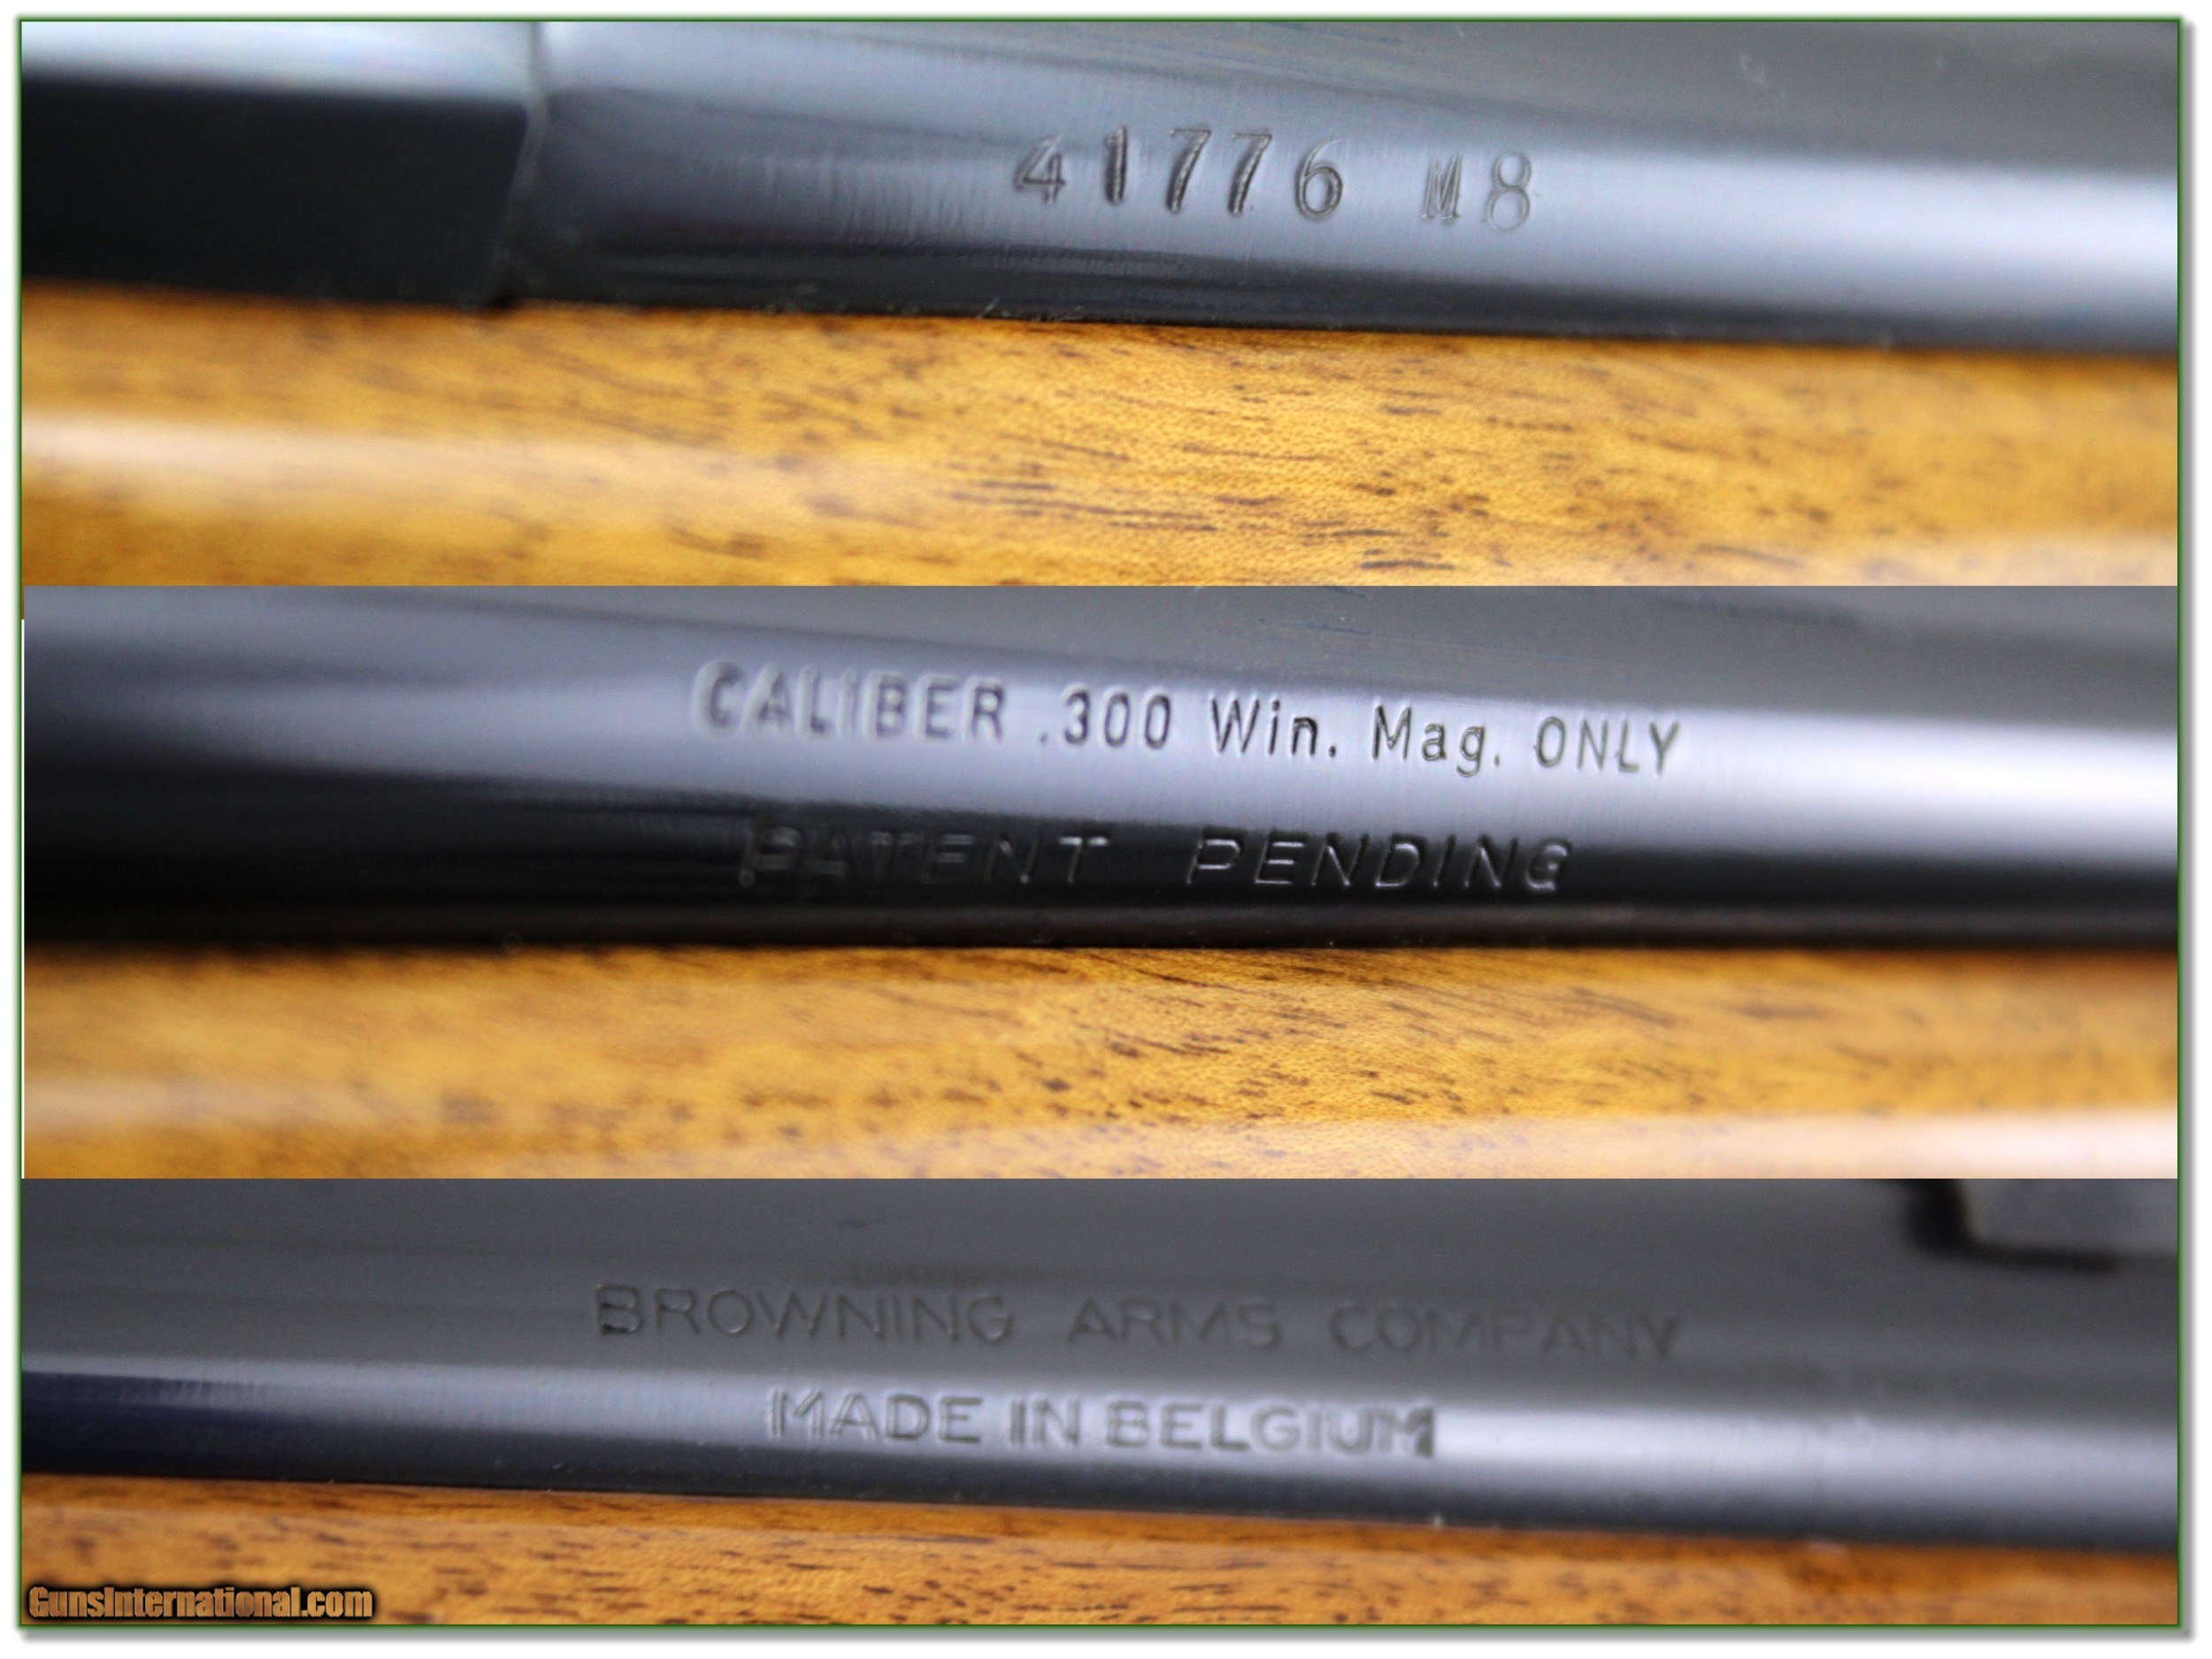 41776 M8
CALIBER .300 Win. Mag. ONLY
PATENT PENDING
BROWNING ARMS COMPANY
MADE IN BELGIUM
GunsInternational.com